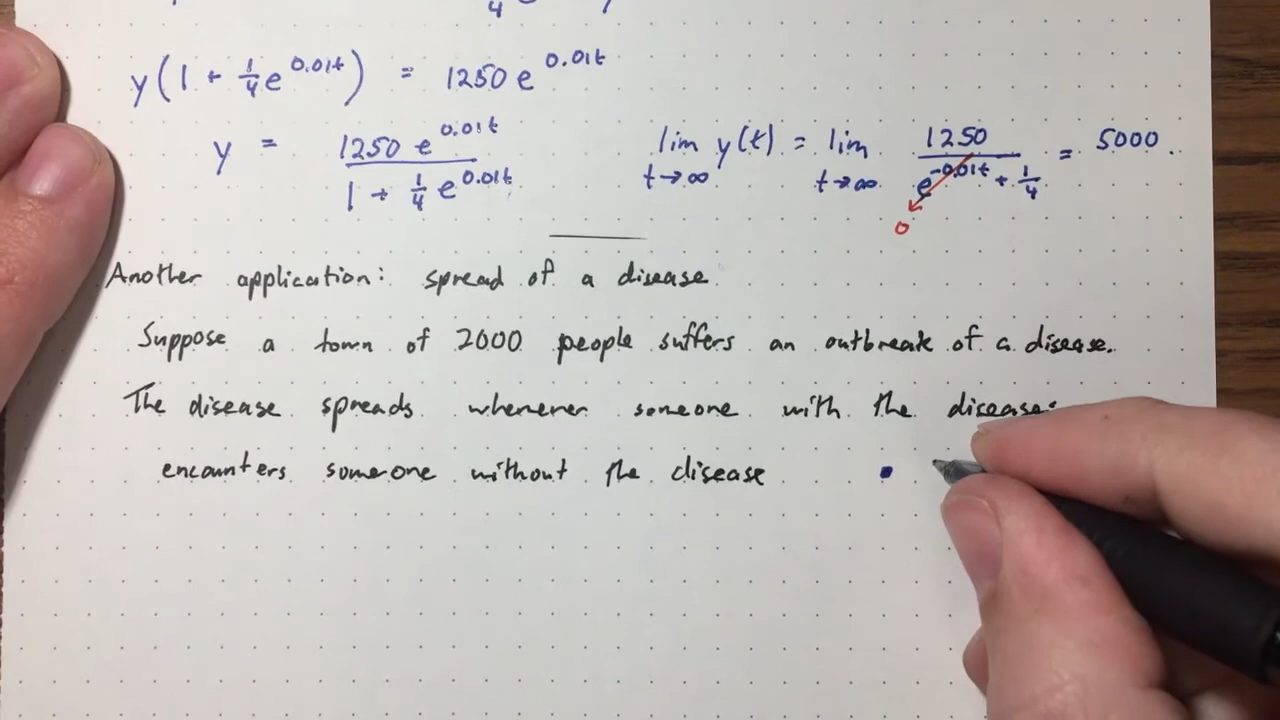 y(1 + 1/4 e^0.01t) = 1250 e^0.01t
y = 1250 e^0.01t / 1 + 1/4 e^0.01t
lim t→∞ y(t) = lim t→∞ 1250 / e^-0.01t + 1/4 = 5000.
0
Another application: spread of a disease.
Suppose a town of 2000 people suffers an outbreak of a disease.
The disease spreads whenever someone with the disease
encounters someone without the disease